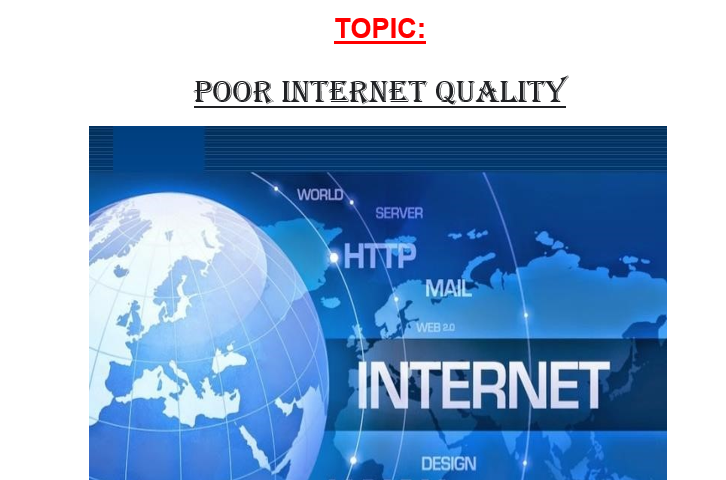 TOPIC:
POOR INTERNET QUALITY
WORLD
SERVER
HTTP
MAIL
WEB 2.0
INTERNET
DESIGN